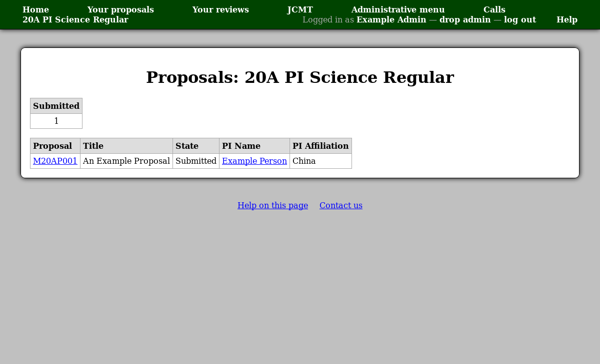 Home Your proposals Your reviews JCMT Administrative menu Calls
20A PI Science Regular Logged in as Example Admin — drop admin — log out Help
Proposals: 20A PI Science Regular
Submitted
1
Proposal Title State PI Name PI Affiliation
M20AP001 An Example Proposal Submitted Example Person China
Help on this page Contact us